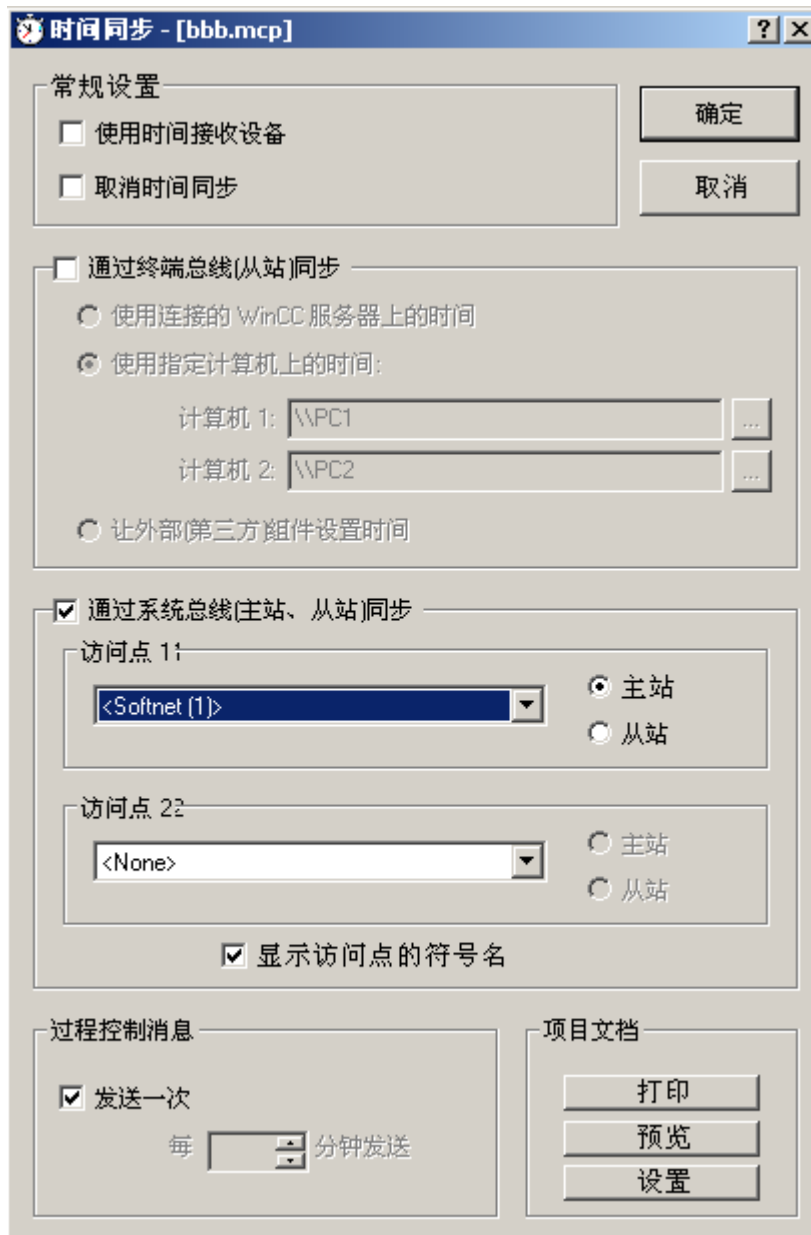 时间同步 - [bbb.mcp]
常规设置
使用时间接收设备
取消时间同步
确定
取消
通过终端总线(从站)同步
使用连接的 WinCC 服务器上的时间
使用指定计算机上的时间:
计算机 1: \\PC1 ...
计算机 2: \\PC2 ...
让外部(第三方)组件设置时间
通过系统总线(主站、从站)同步
访问点 11
<Softnet (1)>
主站
从站
访问点 22
<None>
主站
从站
显示访问点的符号名
过程控制消息
发送一次
每 分钟发送
项目文档
打印
预览
设置